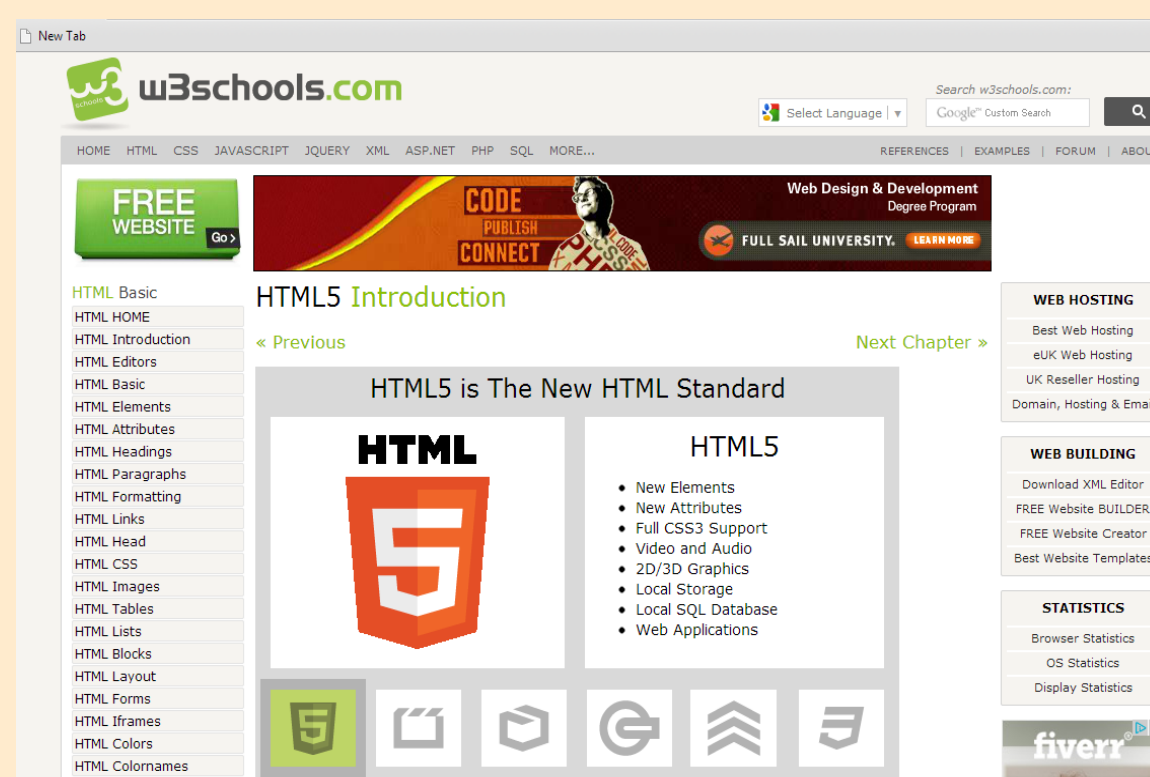 New Tab
w3schools.com
Search w3schools.com:
Select Language
Google™ Custom Search
HOME HTML CSS JAVASCRIPT JQUERY XML ASP.NET PHP SQL MORE...
REFERENCES | EXAMPLES | FORUM |
FREE
WEBSITE
Go
CODE
PUBLISH
CONNECT
Web Design & Development
Degree Program
FULL SAIL UNIVERSITY.
LEARN MORE
HTML Basic
HTML HOME
HTML Introduction
HTML Editors
HTML Basic
HTML Elements
HTML Attributes
HTML Headings
HTML Paragraphs
HTML Formatting
HTML Links
HTML Head
HTML CSS
HTML Images
HTML Tables
HTML Lists
HTML Blocks
HTML Layout
HTML Forms
HTML Iframes
HTML Colors
HTML Colornames
HTML5 Introduction
« Previous
Next Chapter »
HTML5 is The New HTML Standard
HTML
5
HTML5
• New Elements
• New Attributes
• Full CSS3 Support
• Video and Audio
• 2D/3D Graphics
• Local Storage
• Local SQL Database
• Web Applications
WEB HOSTING
Best Web Hosting
eUK Web Hosting
UK Reseller Hosting
Domain, Hosting &
WEB BUILDING
Download XML Editor
FREE Website BUILDER
FREE Website Creator
Best Website Templates
STATISTICS
Browser Statistics
OS Statistics
Display Statistics
fiverr®